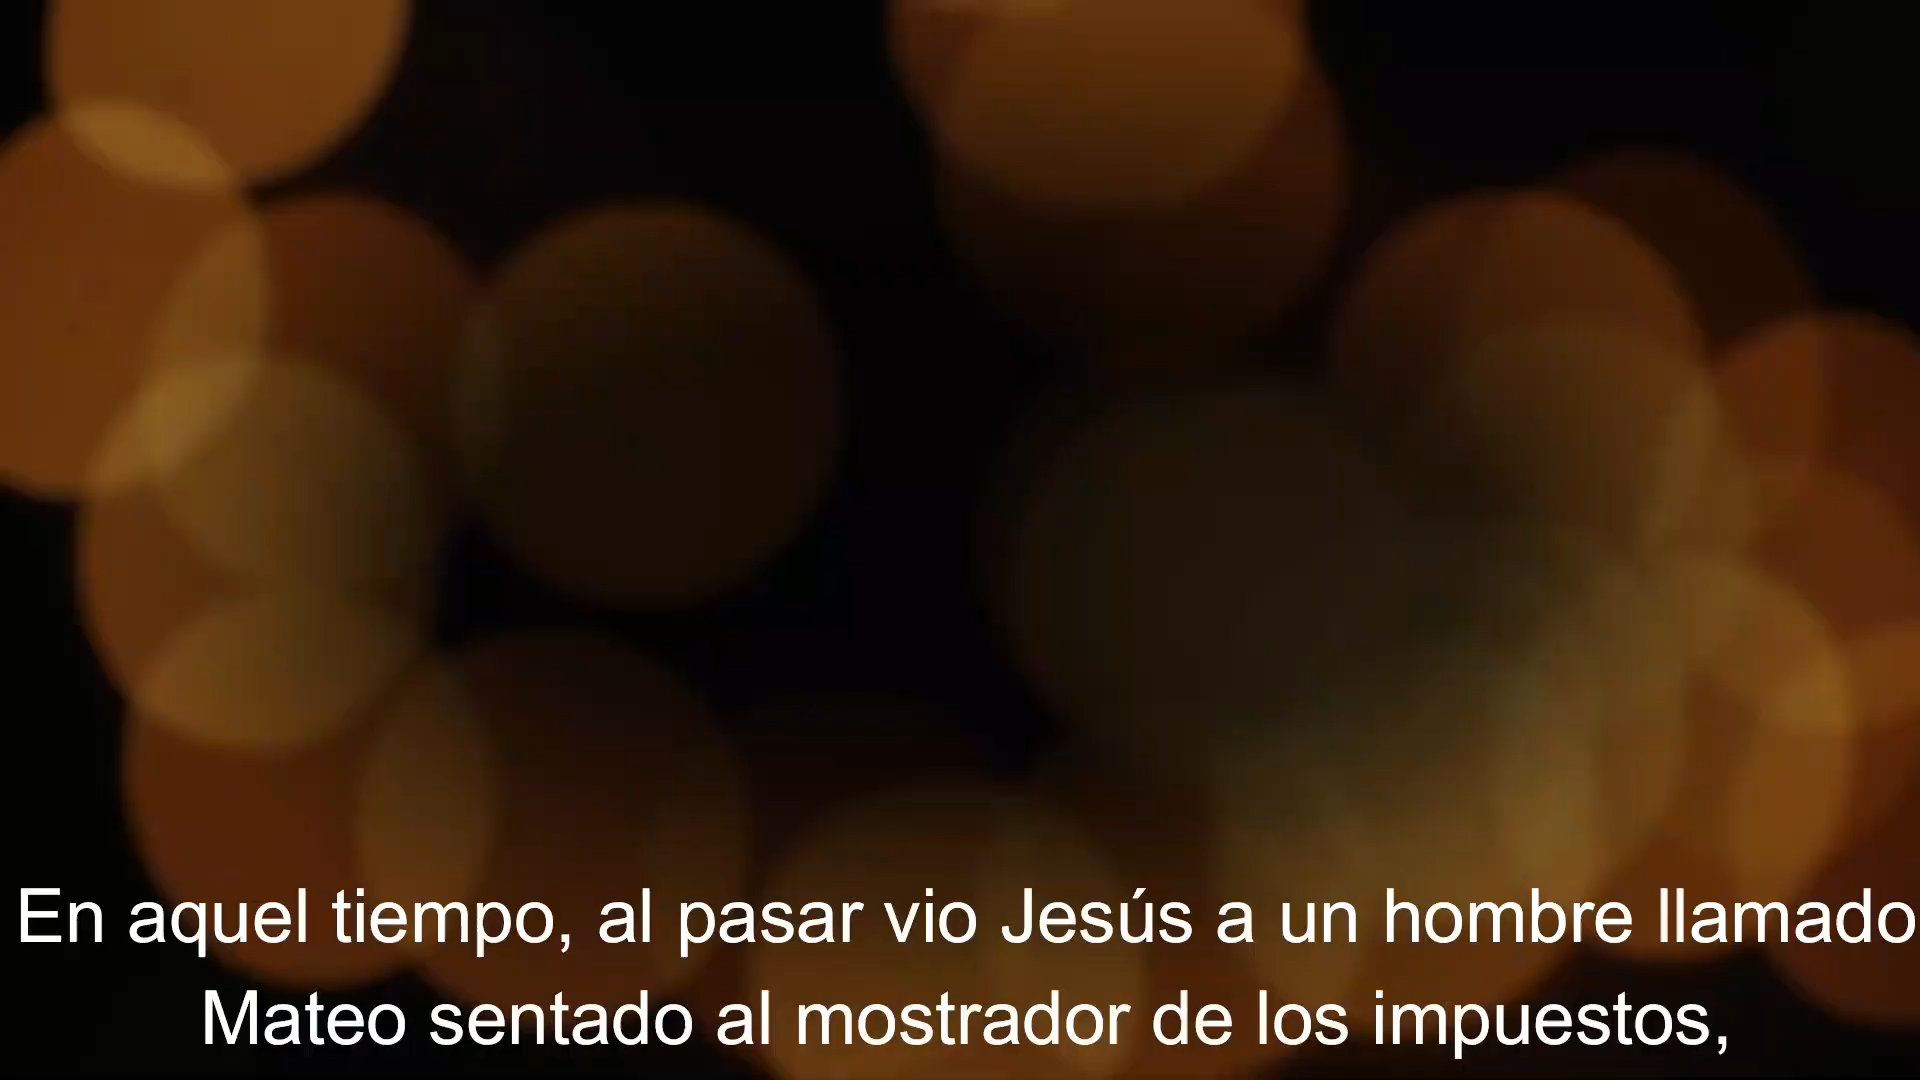 En aquel tiempo, al pasar vio Jesús a un hombre llamado
Mateo sentado al mostrador de los impuestos,